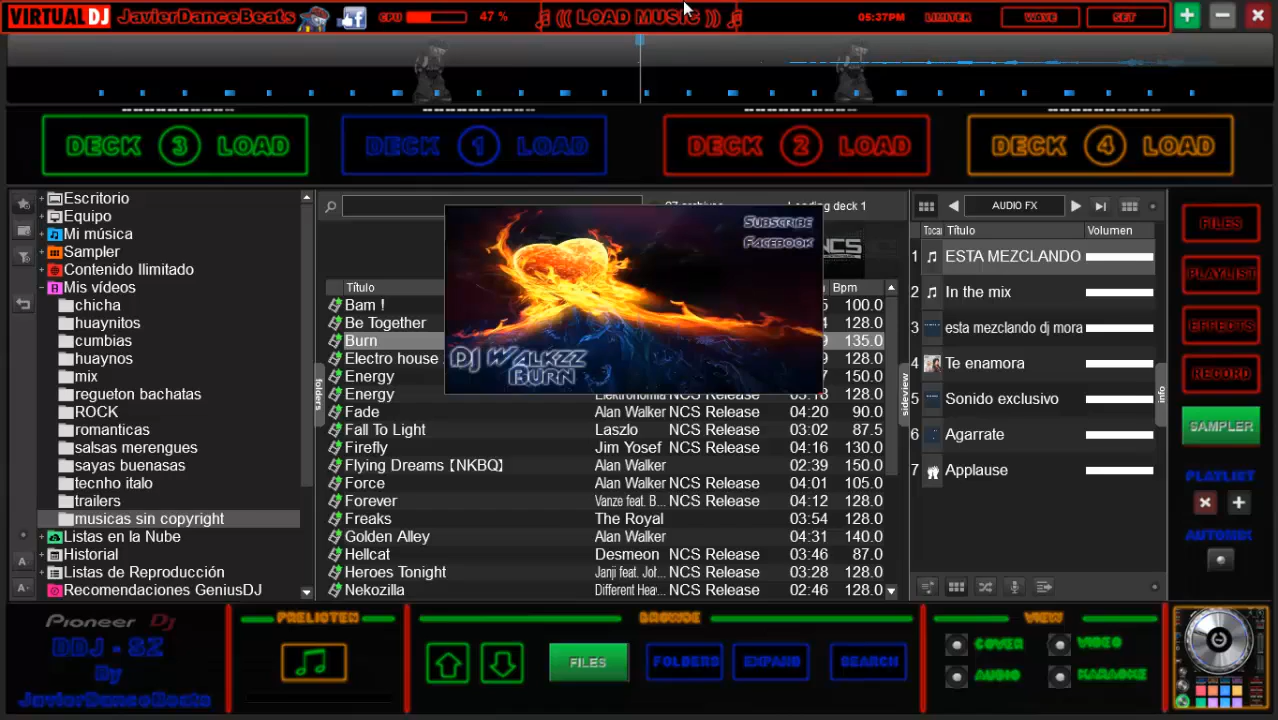 VIRTUALDJ JavierDanceBeats CPU 47 % (( LOAD MUSIC )) 05:37PM LIMITER WAVE SET
DECK 3 LOAD
DECK 1 LOAD
DECK 2 LOAD
DECK 4 LOAD
Escritorio
Equipo
Mi música
Sampler
Contenido Ilimitado
Mis vídeos
chicha
huaynitos
cumbias
huaynos
mix
regueton bachatas
ROCK
romanticas
salsas merengues
sayas buenasas
tecnho italo
trailers
musicas sin copyright
Listas en la Nube
Historial
Listas de Reproducción
Recomendaciones GeniusDJ
folders
Loading deck 1
NCS
Título Bpm
Bam ! 100.0
Be Together 128.0
Burn 135.0
Electro house 128.0
Energy 150.0
Energy NCS Release 128.0
Fade Alan Walker NCS Release 04:20 90.0
Fall To Light Laszlo NCS Release 03:02 87.5
Firefly Jim Yosef NCS Release 04:16 130.0
Flying Dreams【NKBQ】 Alan Walker 02:39 150.0
Force Alan Walker 04:01 105.0
Forever Vanze feat. B... NCS Release 04:12 128.0
Freaks The Royal 03:54 128.0
Golden Alley Alan Walker 04:31 140.0
Hellcat Desmeon NCS Release 03:46 87.0
Heroes Tonight Janji feat. Joh... NCS Release 03:28 128.0
Nekozilla Different Hea... NCS Release 02:46 128.0
SUBSCRIBE
FACEBOOK
DJ WALKZZ
BURN
sideview
AUDIO FX
Tocar Título Volumen
1 ESTA MEZCLANDO
2 In the mix
3 esta mezclando dj mora
4 Te enamora
5 Sonido exclusivo
6 Agarrate
7 Applause
info
FILES
PLAYLIST
EFFECTS
RECORD
SAMPLER
PLAYLIST
AUTOMIX
Pioneer Dj
DDJ - SZ
By
JavierDanceBeats
PRELISTEN
BROWSE
FILES FOLDERS EXPAND SEARCH
VIEW
COVER VIDEO
AUDIO KARAOKE